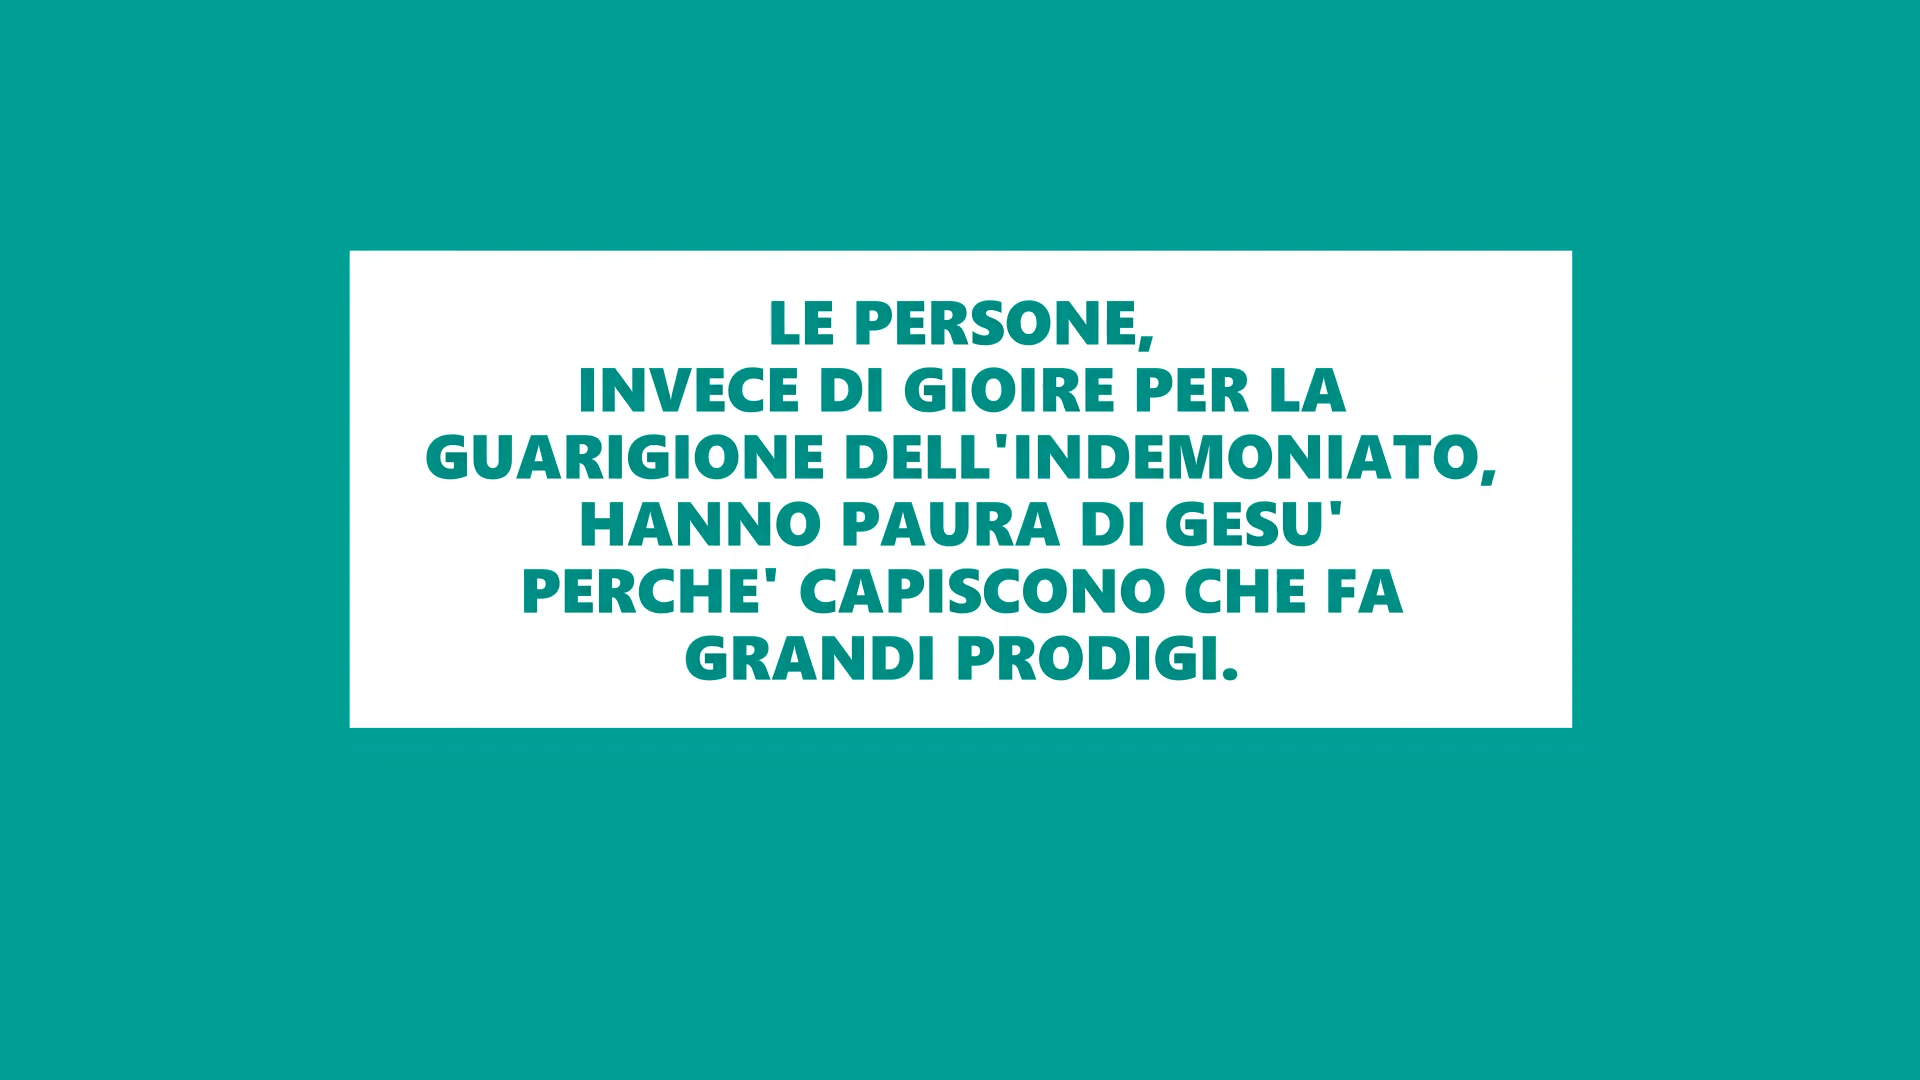 LE PERSONE,
INVECE DI GIOIRE PER LA
GUARIGIONE DELL'INDEMONIATO,
HANNO PAURA DI GESU'
PERCHE' CAPISCONO CHE FA
GRANDI PRODIGI.